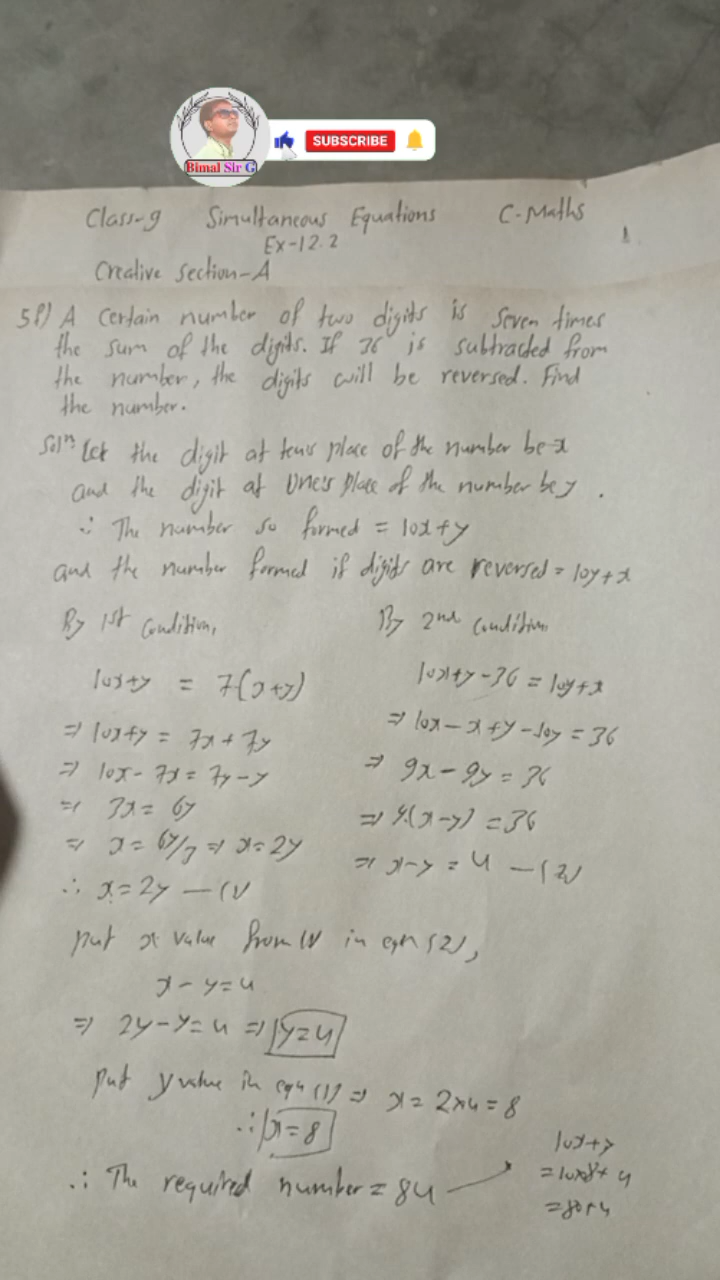 Bimal Sir G
SUBSCRIBE
Class-9 Simultaneous Equations C-Maths
1
Ex-12.2
Creative Section-A
5f) A Certain number of two digits is seven times
the sum of the digits. If 36 is subtracted from
the number, the digits will be reversed. Find
the number.
Solⁿ: Let the digit at ten's place of the number be x
and the digit at one's place of the number be y.
∴ The number so formed = 10x+y
and the number formed if digits are reversed = 10y+x
By 1st Condition,
10x+y = 7(x+y)
⇒ 10x+y = 7x+7y
⇒ 10x-7x = 7y-y
⇒ 3x = 6y
⇒ x = 6y/3 ⇒ x=2y
∴ x=2y —(1)
By 2nd Condition
10x+y-36 = 10y+x
⇒ 10x-x+y-10y = 36
⇒ 9x-9y = 36
⇒ 9(x-y) = 36
⇒ x-y = 4 —(2)
put x value from (1) in eqn (2),
x-y=4
⇒ 2y-y=4 ⇒ y=4
put y value in eqn (1) ⇒ x = 2×4 = 8
∴ x=8
∴ The required number = 84
10x+y
=10×8+4
=80+4